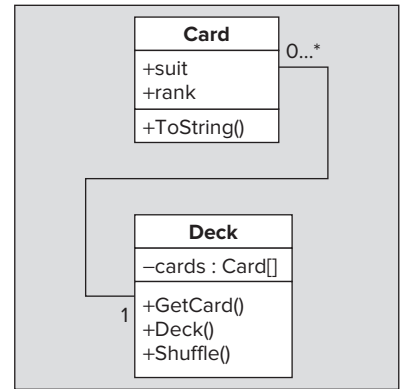 Card
0...*
+suit
+rank
+ToString()
Deck
–cards : Card[]
1
+GetCard()
+Deck()
+Shuffle()